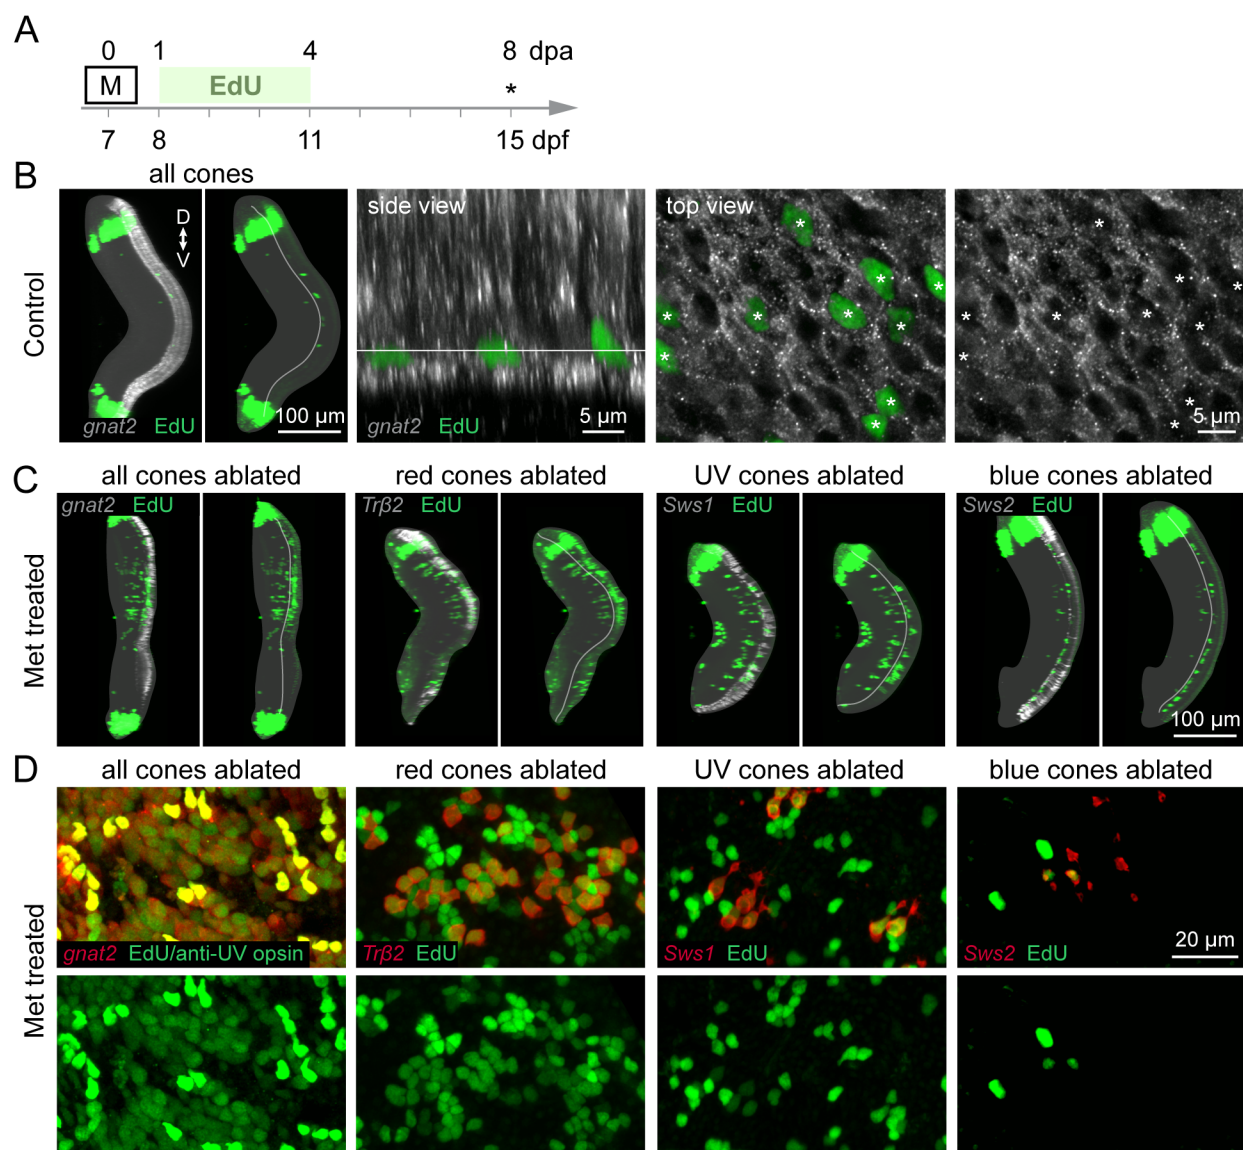 A
0 1 4 8 dpa
M EdU *
7 8 11 15 dpf
B
all cones
Control
D
V
gnat2 EdU
100 µm
side view
gnat2 EdU
5 µm
top view
* * * * * * * * * *
* * * * * * * * * *
5 µm
C
all cones ablated red cones ablated UV cones ablated blue cones ablated
Met treated
gnat2 EdU Trβ2 EdU Sws1 EdU Sws2 EdU
100 µm
D
all cones ablated red cones ablated UV cones ablated blue cones ablated
Met treated
gnat2 EdU/anti-UV opsin Trβ2 EdU Sws1 EdU Sws2 EdU
20 µm
Met treated